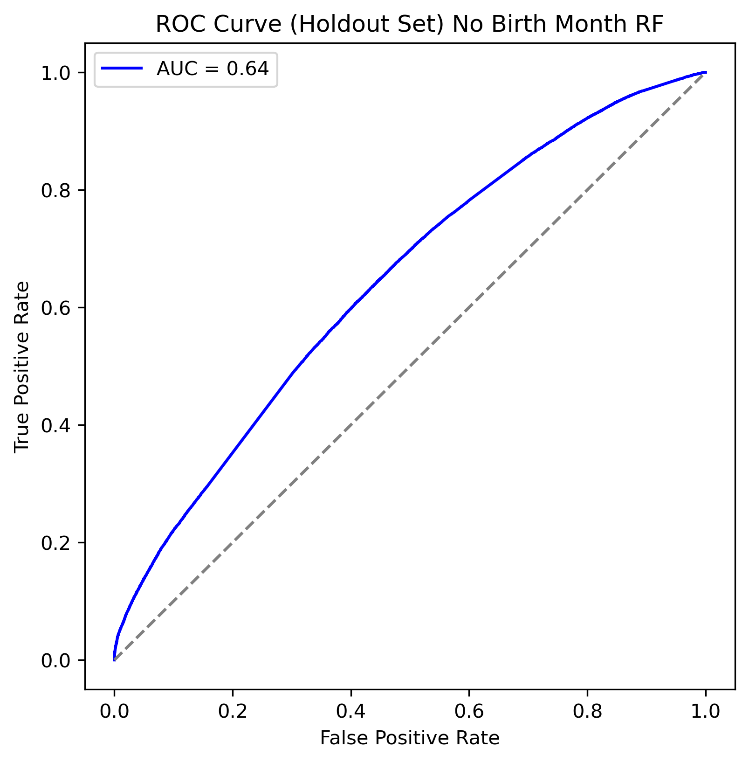 ROC Curve (Holdout Set) No Birth Month RF
AUC = 0.64
1.0
0.8
0.6
0.4
0.2
0.0
True Positive Rate
0.0 0.2 0.4 0.6 0.8 1.0
False Positive Rate